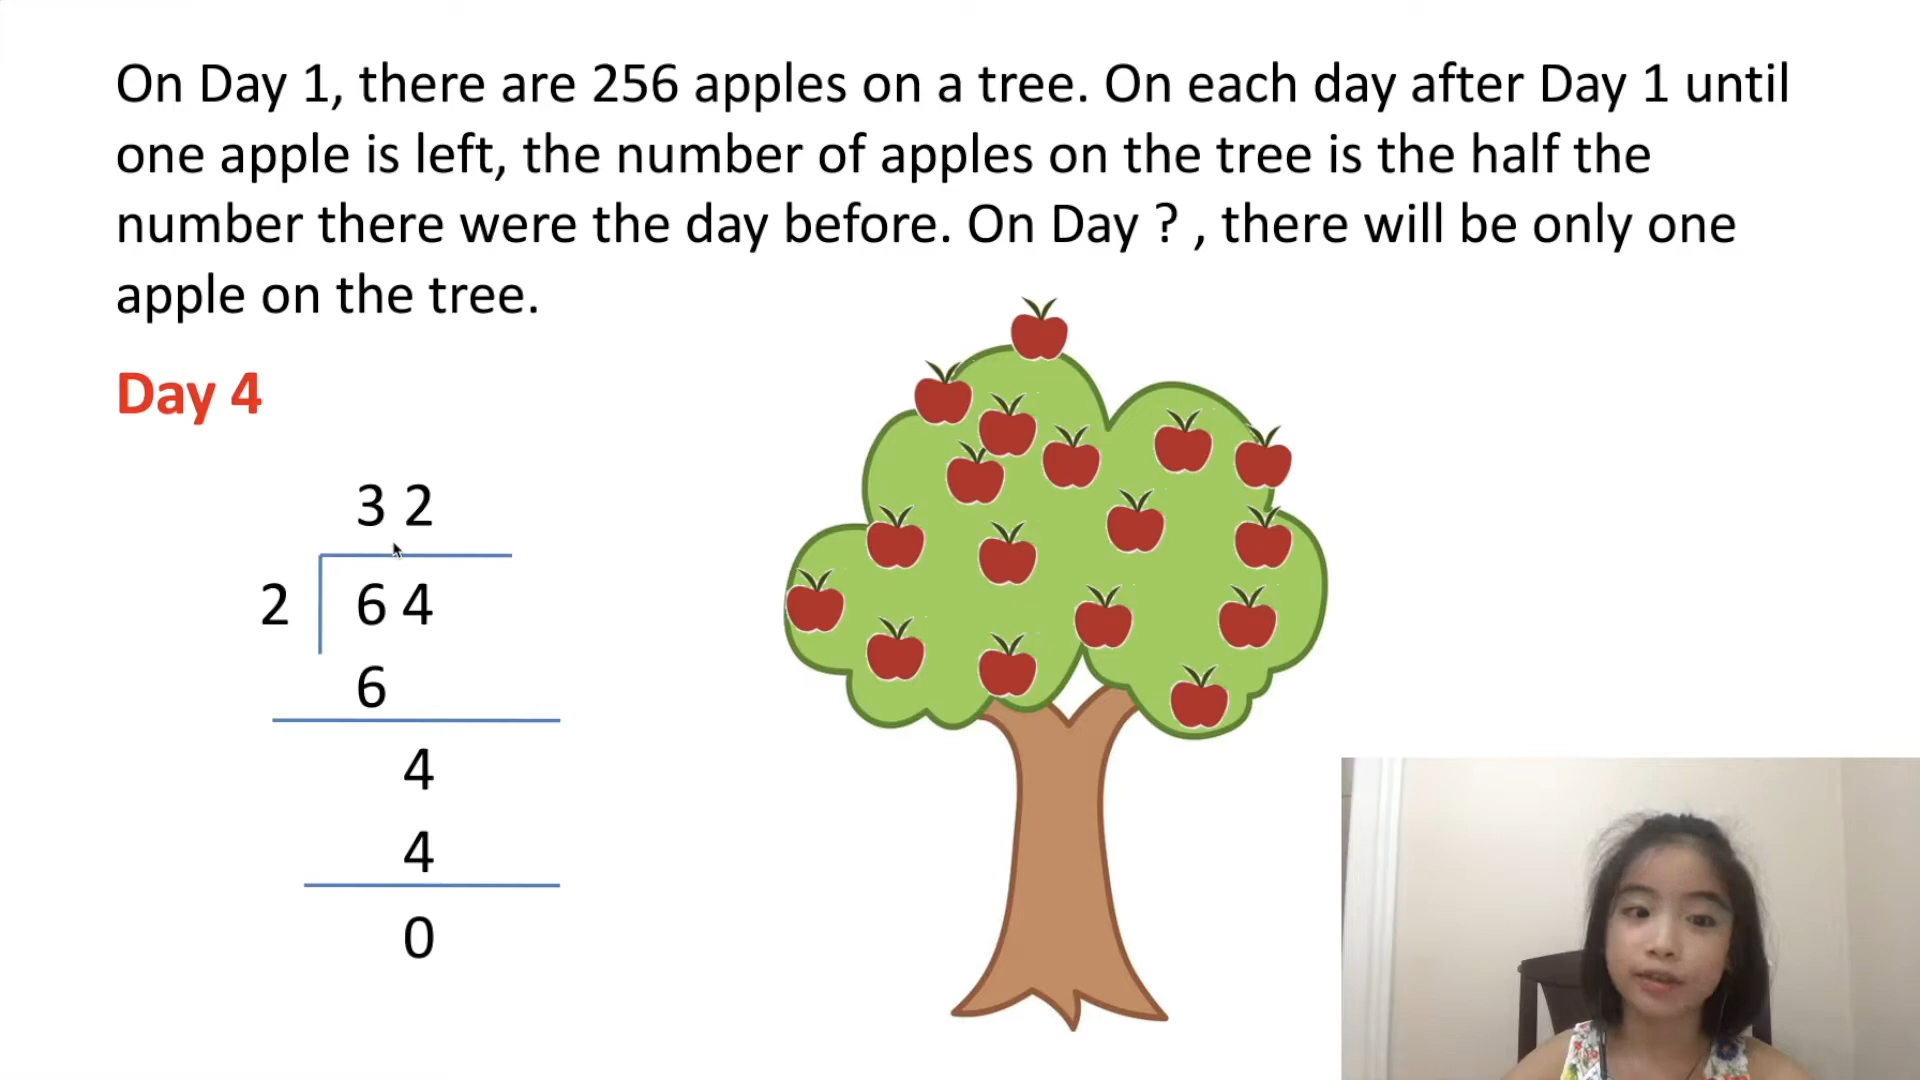 On Day 1, there are 256 apples on a tree. On each day after Day 1 until
one apple is left, the number of apples on the tree is the half the
number there were the day before. On Day ? , there will be only one
apple on the tree.
Day 4
3 2
2 6 4
6
4
4
0